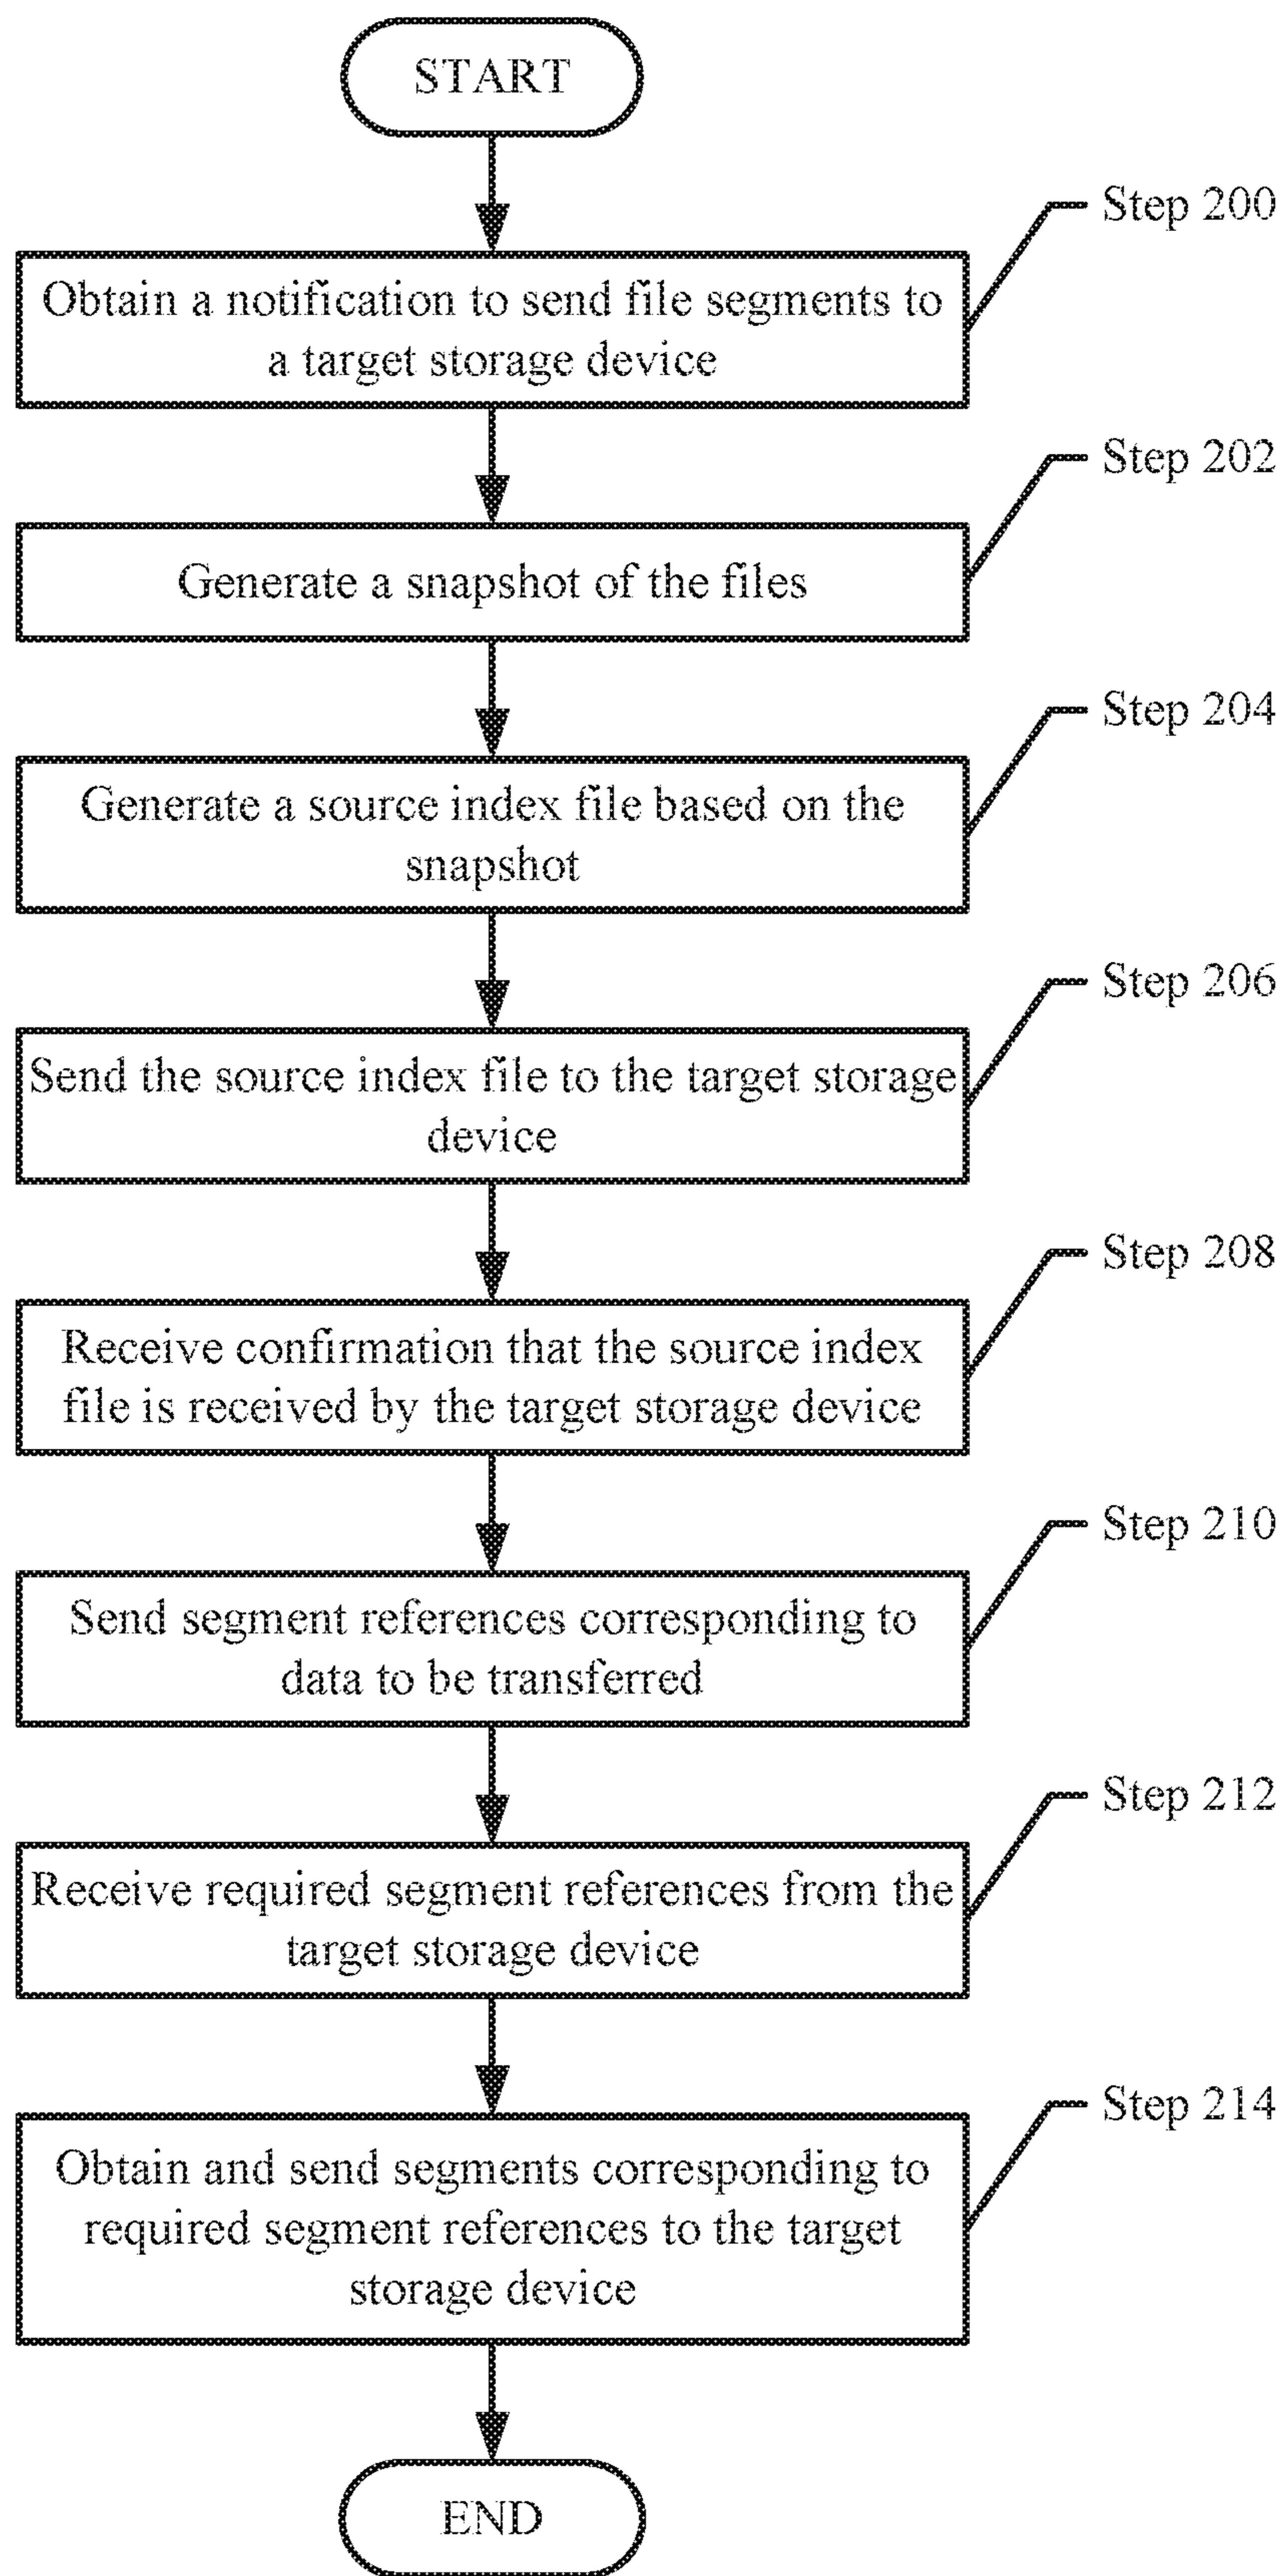 START
Step 200
Obtain a notification to send file segments to
a target storage device
Step 202
Generate a snapshot of the files
Step 204
Generate a source index file based on the
snapshot
Step 206
Send the source index file to the target storage
device
Step 208
Receive confirmation that the source index
file is received by the target storage device
Step 210
Send segment references corresponding to
data to be transferred
Step 212
Receive required segment references from the
target storage device
Step 214
Obtain and send segments corresponding to
required segment references to the target
storage device
END